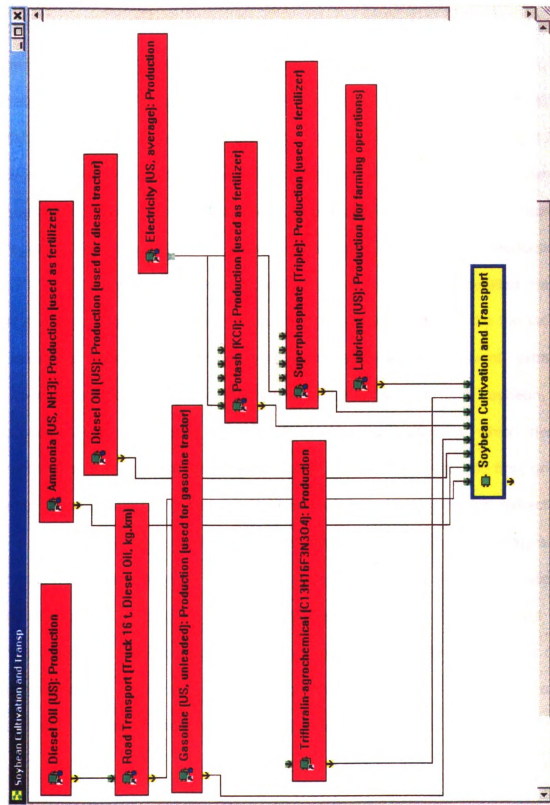 Soybean Cultivation and Transp
Diesel Oil (US): Production
Ammonia (US, NH3): Production (used as fertilizer)
Road Transport (Truck 16 t, Diesel Oil, kg.km)
Diesel Oil (US): Production (used for diesel tractor)
Gasoline (US, unleaded): Production (used for gasoline tractor)
Electricity (US, average): Production
Potash (KCl): Production (used as fertilizer)
Trifluralin-agrochemical (C13H16F3N3O4): Production
Superphosphate (Triple): Production (used as fertilizer)
Lubricant (US): Production (for farming operations)
Soybean Cultivation and Transport